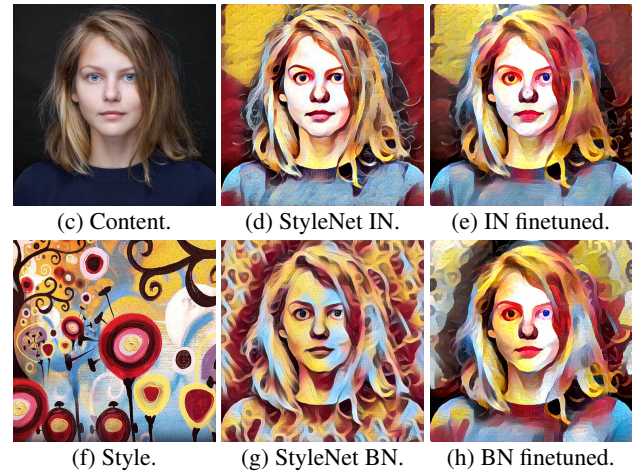 (c) Content.
(d) StyleNet IN.
(e) IN finetuned.
(f) Style.
(g) StyleNet BN.
(h) BN finetuned.